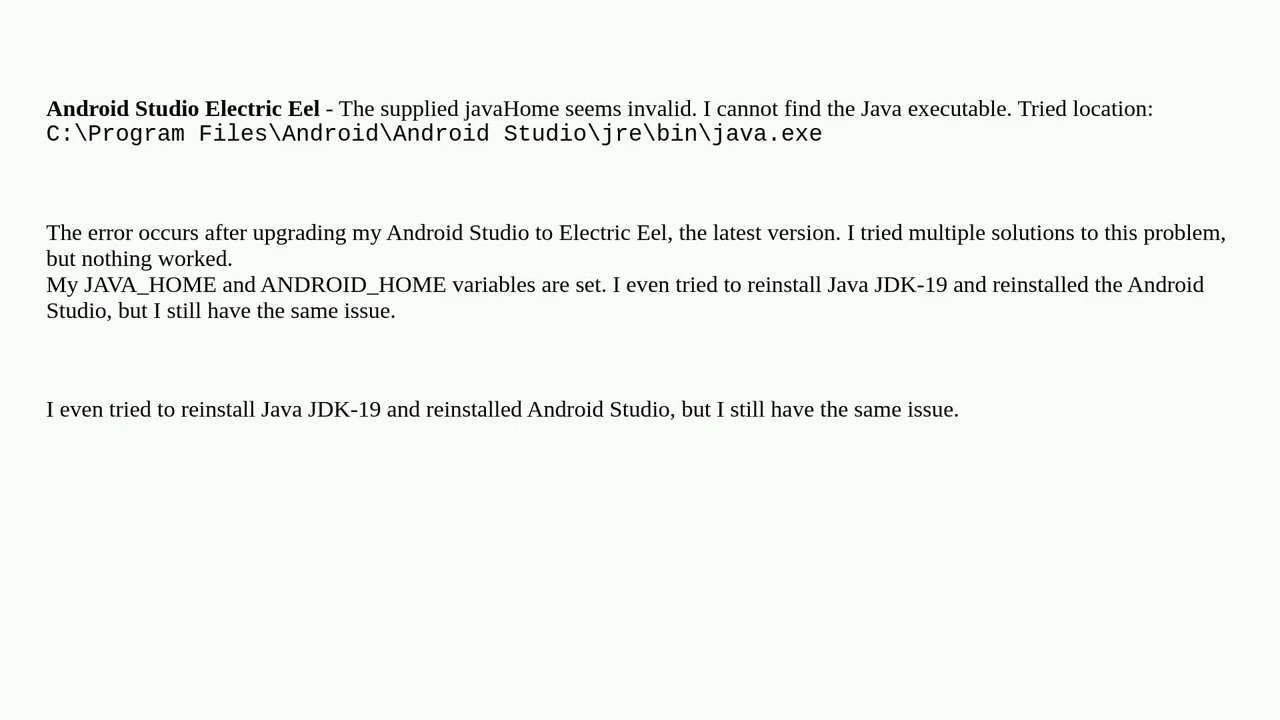 Android Studio Electric Eel - The supplied javaHome seems invalid. I cannot find the Java executable. Tried location:
C:\Program Files\Android\Android Studio\jre\bin\java.exe
The error occurs after upgrading my Android Studio to Electric Eel, the latest version. I tried multiple solutions to this problem,
but nothing worked.
My JAVA_HOME and ANDROID_HOME variables are set. I even tried to reinstall Java JDK-19 and reinstalled the Android
Studio, but I still have the same issue.
I even tried to reinstall Java JDK-19 and reinstalled Android Studio, but I still have the same issue.